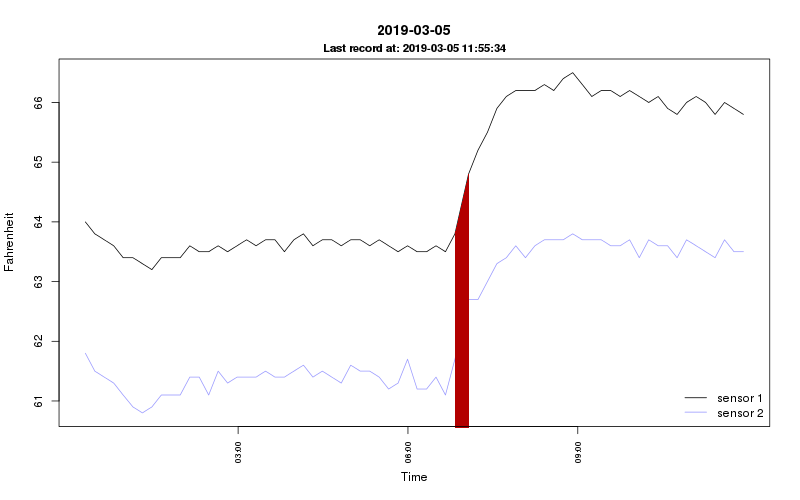 2019-03-05
Last record at: 2019-03-05 11:55:34
Fahrenheit
66
65
64
63
62
61
03:00
06:00
09:00
Time
sensor 1
sensor 2